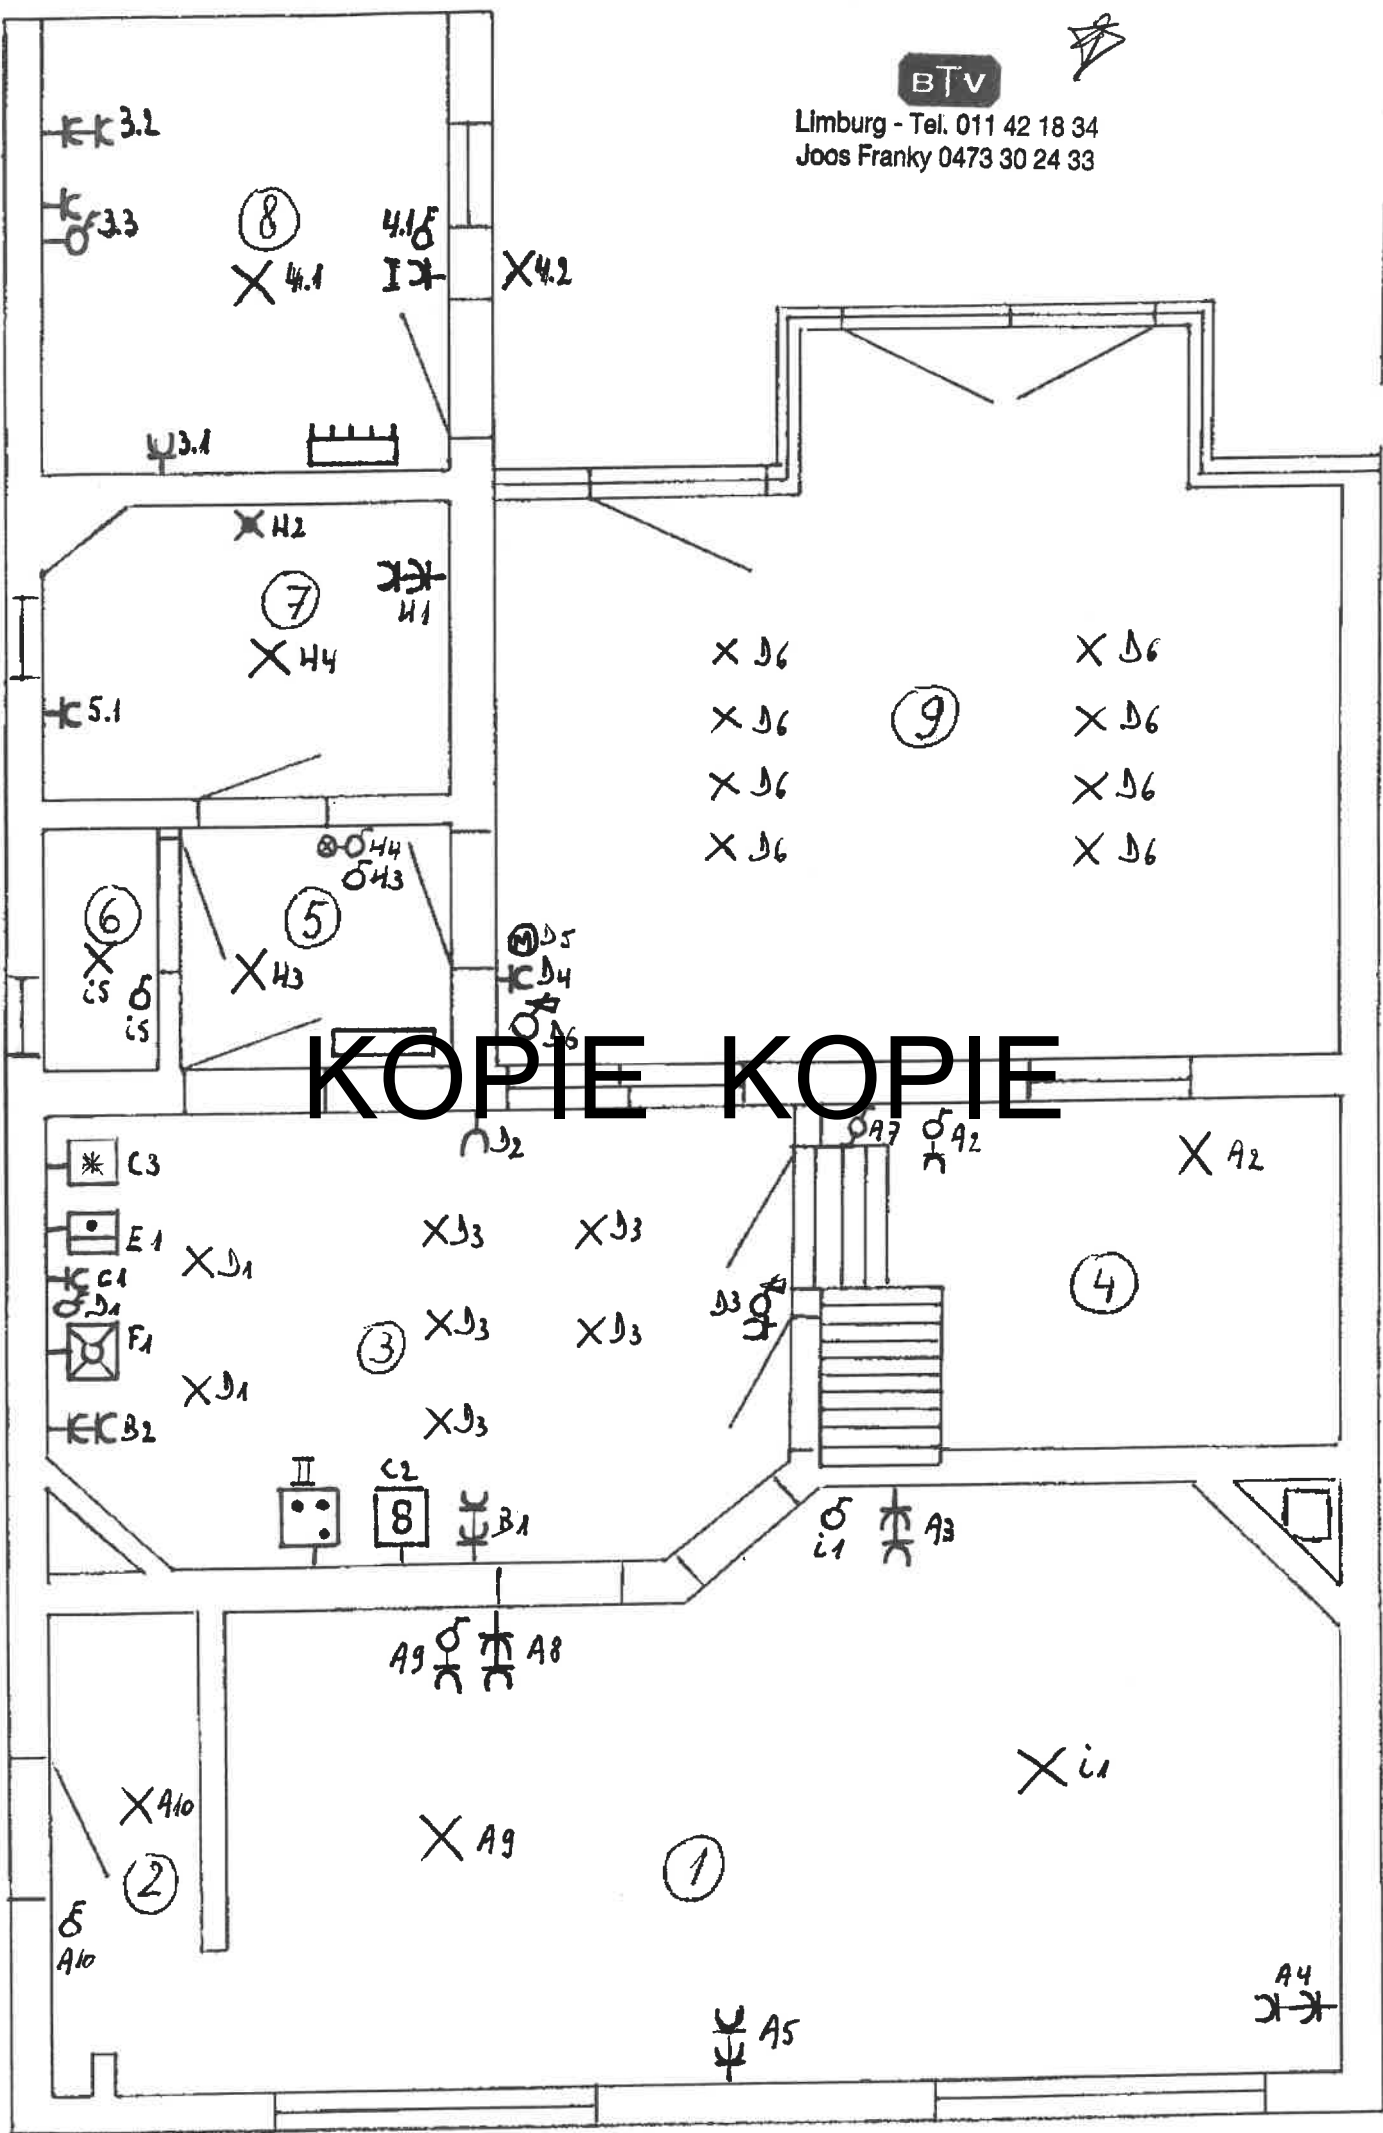 BTV
Limburg - Tel. 011 42 18 34
Joos Franky 0473 30 24 33
3.2
3.3
8
4.1
4.1
I
4.2
3.1
H2
7
H1
H4
5.1
D6 D6
D6 9 D6
D6 D6
D6 D6
H4
H3
6
5
i5
i5
H3
M D5
D4
D6
KOPIE KOPIE
D2
A7
A2
A2
C3
E1
D1
C1
D1
F1
D1
B2
D3 D3
D3 D3
D3
3
D3
4
II
C2
8
B1
i1
A3
A9
A8
A10
2
A10
A9
1
i1
A4
A5